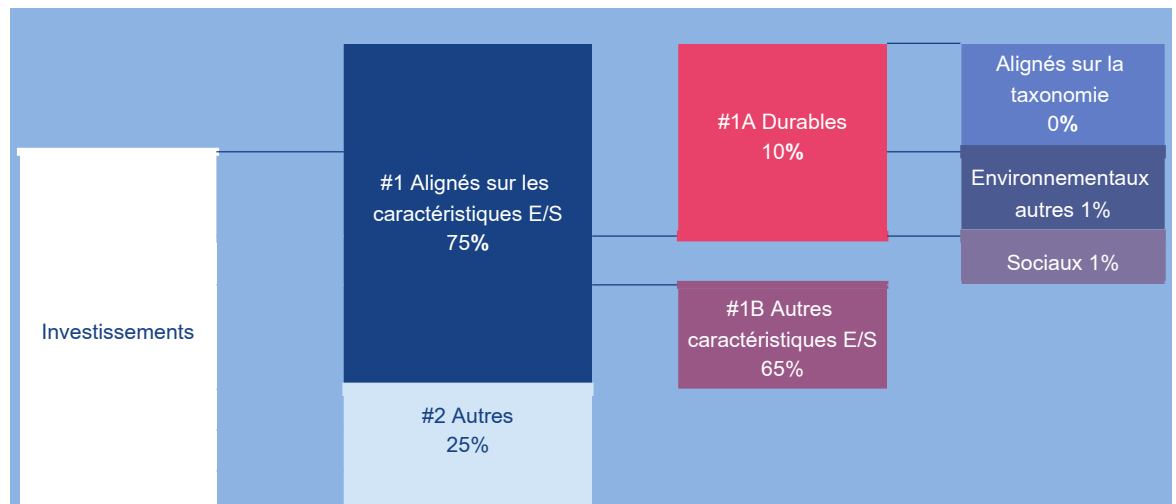 Investissements
#1 Alignés sur les
caractéristiques E/S
75%
#2 Autres
25%
#1A Durables
10%
#1B Autres
caractéristiques E/S
65%
Alignés sur la
taxonomie
0%
Environnementaux
autres 1%
Sociaux 1%